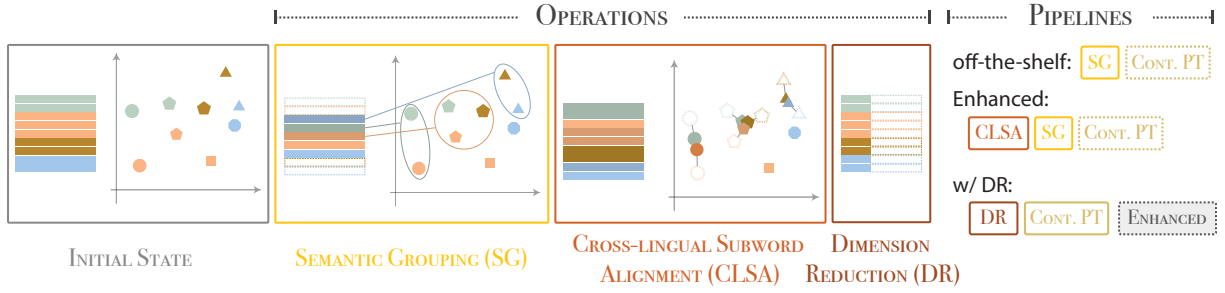 Operations
Pipelines
off-the-shelf: SG Cont. PT
Enhanced:
CLSA SG Cont. PT
w/ DR:
DR Cont. PT Enhanced
Initial State
Semantic Grouping (SG)
Cross-lingual Subword
Alignment (CLSA)
Dimension
Reduction (DR)